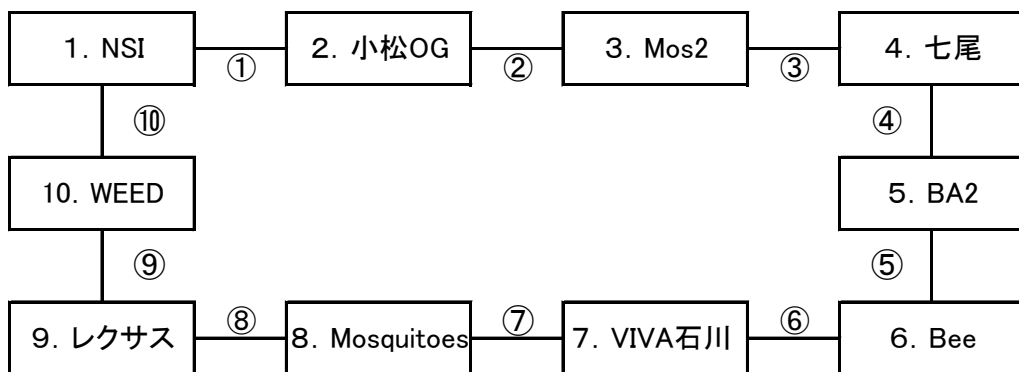 1. NSI
2. 小松OG
3. Mos2
4. 七尾
①
②
③
⑩
④
10. WEED
5. BA2
⑨
⑤
9. レクサス
8. Mosquitoes
7. VIVA石川
6. Bee
⑧
⑦
⑥